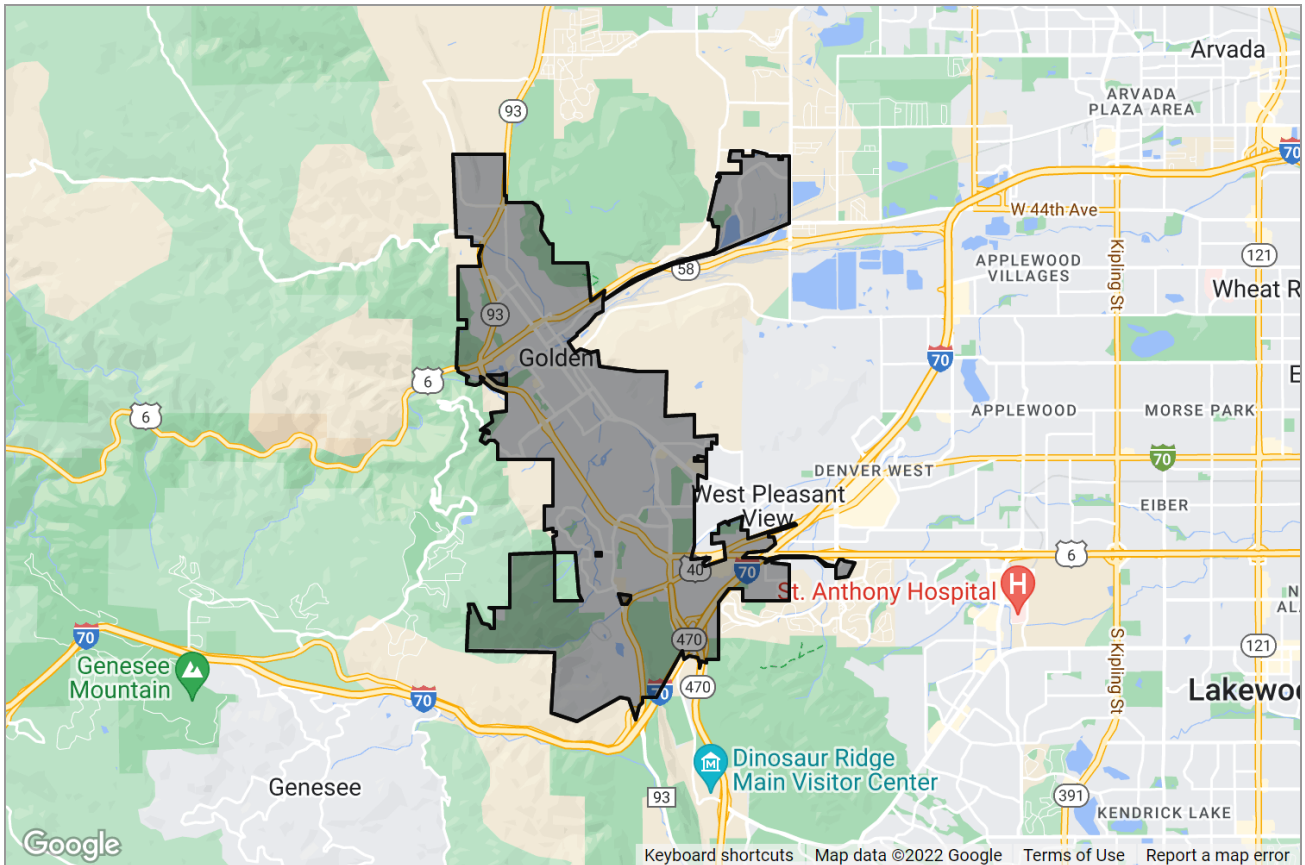 Arvada
ARVADA
PLAZA AREA
93
70
70
W 44th Ave
58
APPLEWOOD
VILLAGES
Kipling St
121
Wheat R
93
Golden
70
6
6
E
APPLEWOOD
MORSE PARK
DENVER WEST
70
West Pleasant
View
EIBER
6
40
70
St. Anthony Hospital
H
N
AL
470
121
70
Genesee
Mountain
70
70
470
S Kipling St
Lakewoo
Dinosaur Ridge
Main Visitor Center
Genesee
93
391
KENDRICK LAKE
Google
Keyboard shortcuts
Map data ©2022 Google
Terms of Use
Report a map error